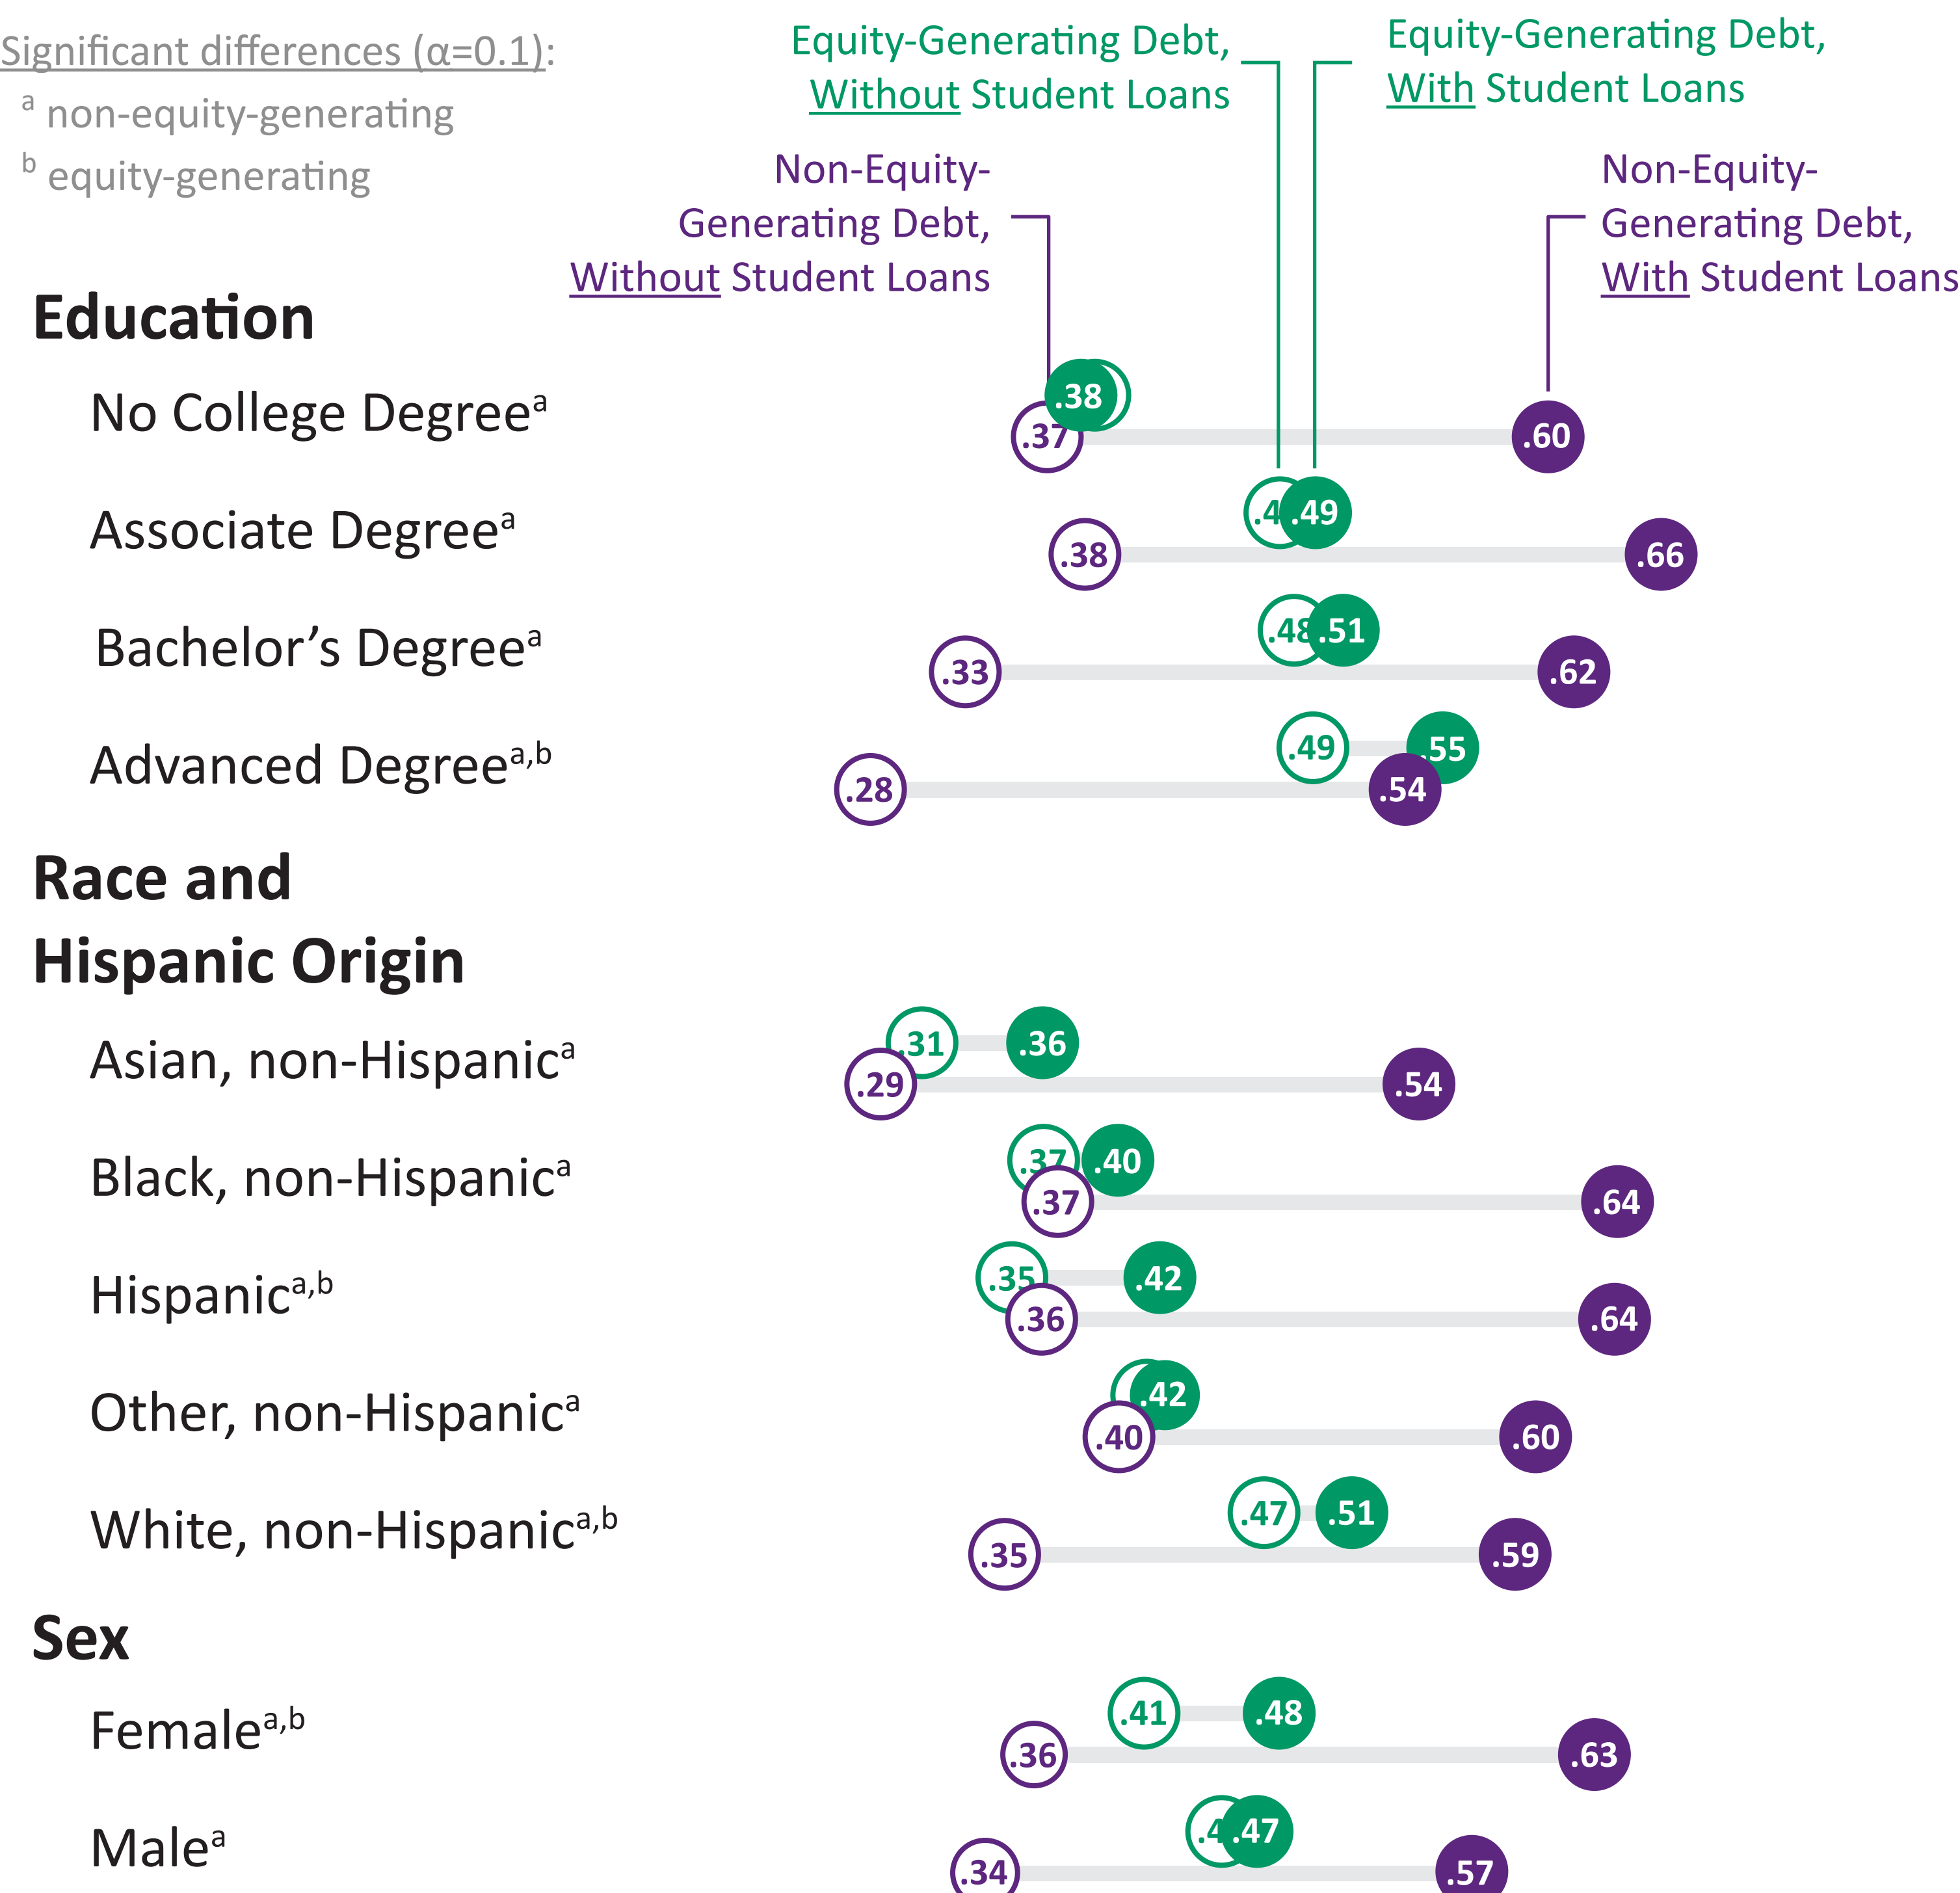 Significant differences (α=0.1):
a non-equity-generating
b equity-generating
Equity-Generating Debt,
Without Student Loans
Equity-Generating Debt,
With Student Loans
Non-Equity-
Generating Debt,
Without Student Loans
Non-Equity-
Generating Debt,
With Student Loans
Education
No College Degreeᵃ
.38
.37 .60
Associate Degreeᵃ
.49
.38 .66
Bachelor’s Degreeᵃ
.48 .51
.33 .62
Advanced Degreeᵃ,ᵇ
.49 .55
.28 .54
Race and
Hispanic Origin
Asian, non-Hispanicᵃ
.31 .36
.29 .54
Black, non-Hispanicᵃ
.37 .40
.37 .64
Hispanicᵃ,ᵇ
.35 .42
.36 .64
Other, non-Hispanicᵃ
.42
.40 .60
White, non-Hispanicᵃ,ᵇ
.47 .51
.35 .59
Sex
Femaleᵃ,ᵇ
.41 .48
.36 .63
Maleᵃ
.47
.34 .57